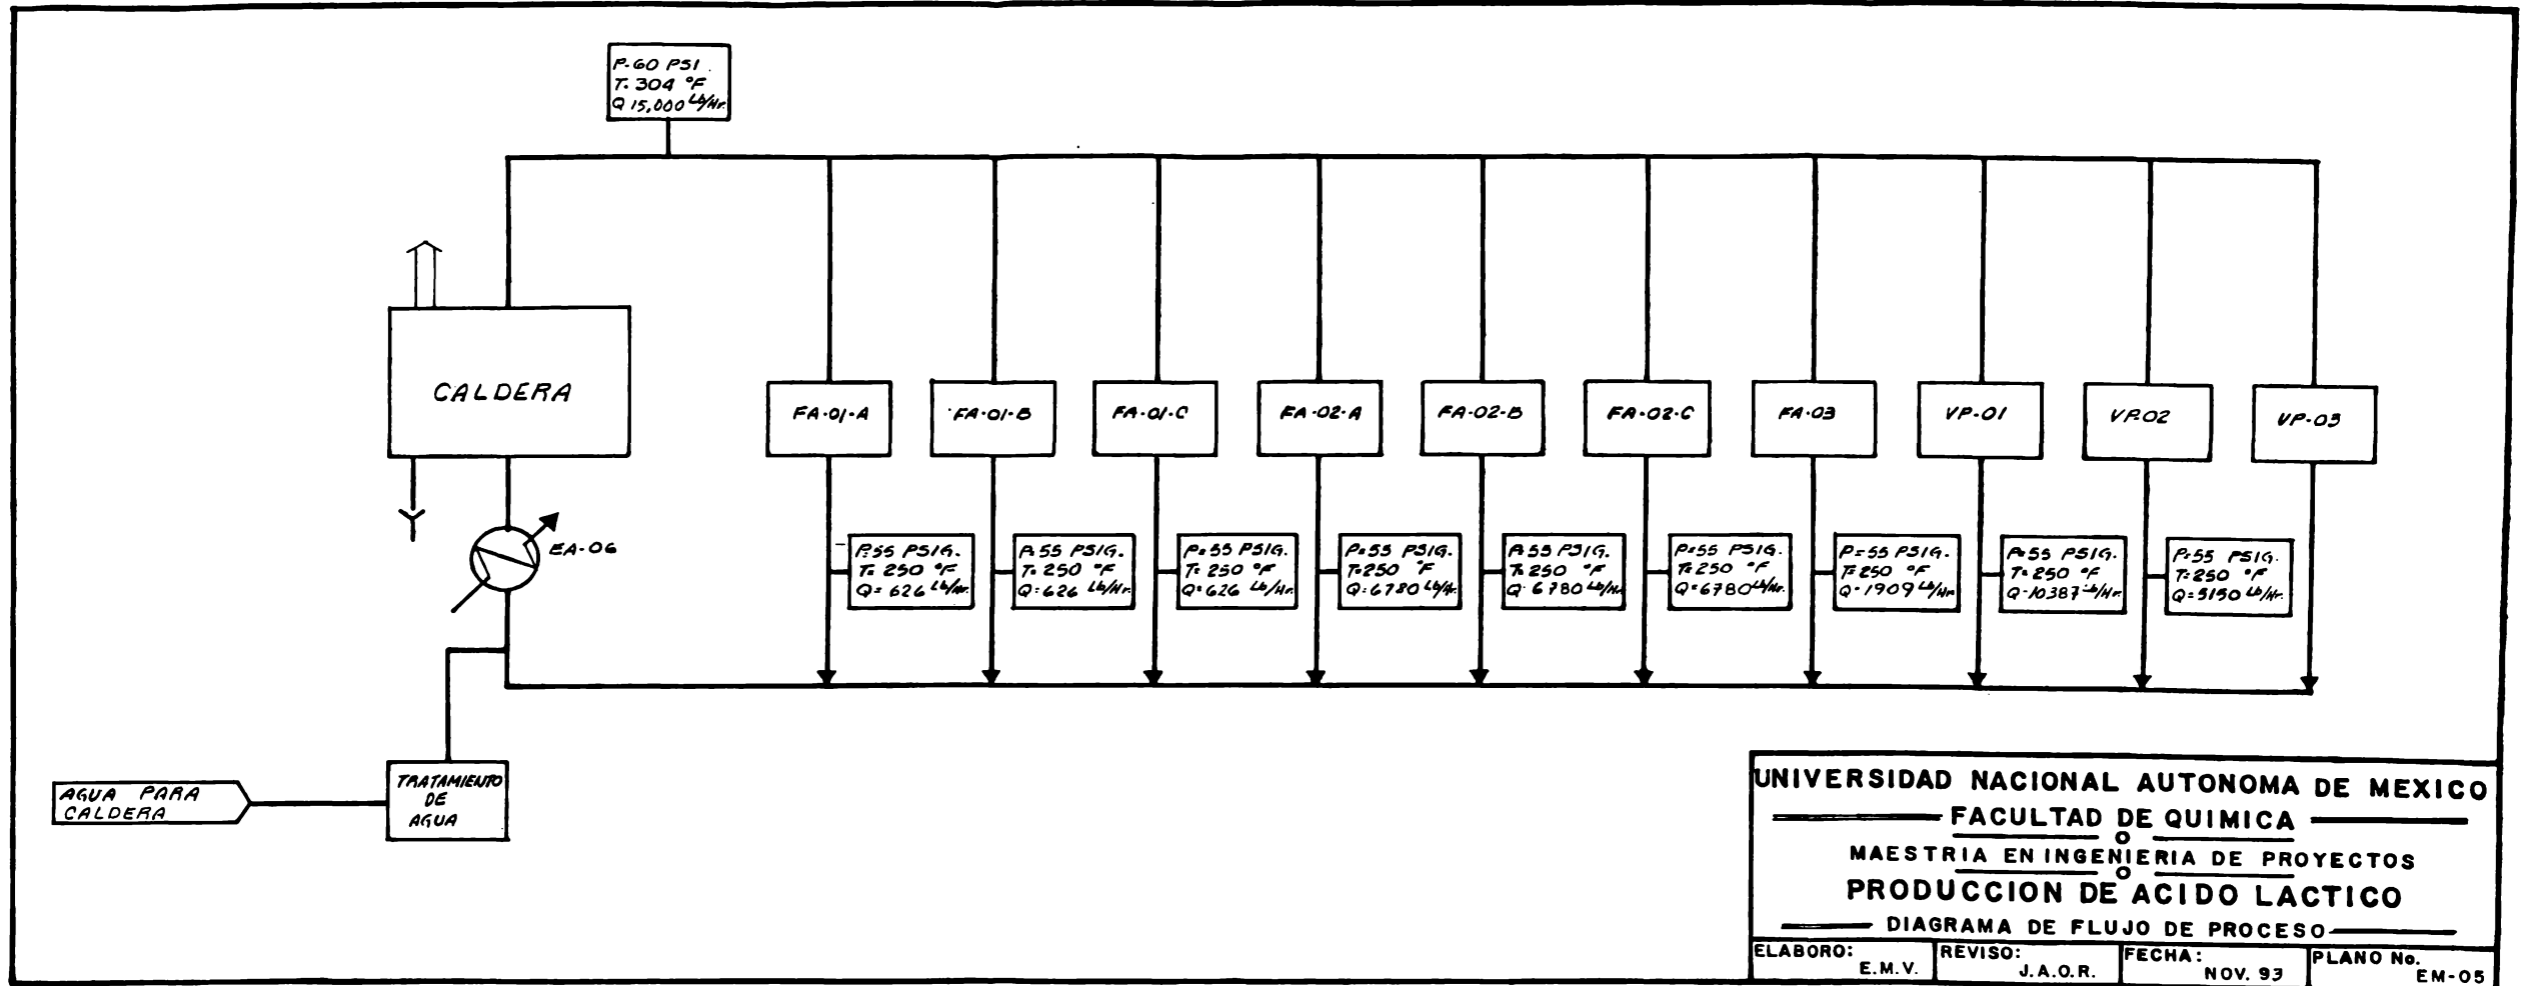 P-60 PSI.
T= 304 °F
Q 15,000 Lb/Hr.
CALDERA
EA-06
FA-01-A
FA-01-B
FA-01-C
FA-02-A
FA-02-B
FA-02-C
FA-03
VP-01
VP-02
VP-03
P=55 PSIG.
T= 250 °F
Q= 626 Lb/Hr.
P=55 PSIG.
T= 250 °F
Q=626 Lb/Hr.
P=55 PSIG.
T= 250 °F
Q=626 Lb/Hr.
P=55 PSIG.
T=250 °F
Q=6780 Lb/Hr.
P=55 PSIG.
T=250 °F
Q=6780 Lb/Hr
P=55 PSIG.
T=250 °F
Q=6780 Lb/Hr.
P=55 PSIG.
T=250 °F
Q=1909 Lb/Hr.
P=55 PSIG.
T=250 °F
Q=10387 Lb/Hr.
P=55 PSIG.
T=250 °F
Q=5150 Lb/Hr.
AGUA PARA
CALDERA
TRATAMIENTO
DE
AGUA
UNIVERSIDAD NACIONAL AUTONOMA DE MEXICO
FACULTAD DE QUIMICA
MAESTRIA EN INGENIERIA DE PROYECTOS
PRODUCCION DE ACIDO LACTICO
DIAGRAMA DE FLUJO DE PROCESO
ELABORO: E.M.V.
REVISO: J.A.O.R.
FECHA: NOV. 93
PLANO No. EM-05